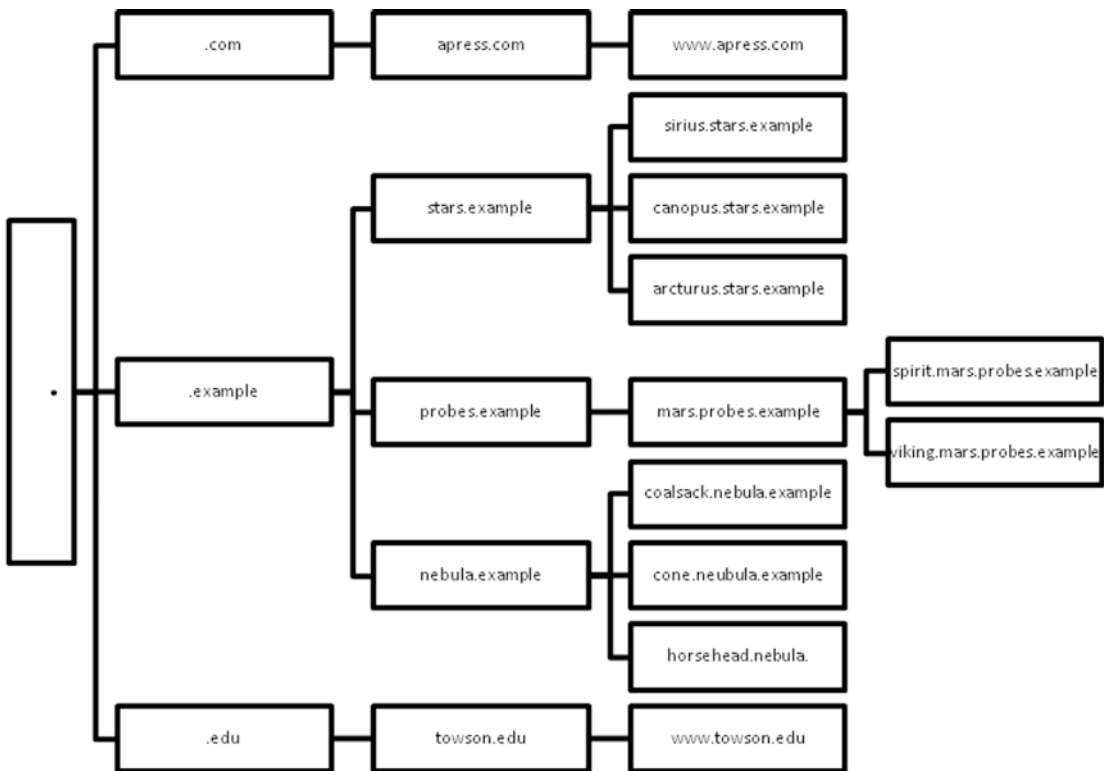 .com
apress.com
www.apress.com
sirius.stars.example
stars.example
canopus.stars.example
arcturus.stars.example
.
.example
probes.example
mars.probes.example
spirit.mars.probes.example
viking.mars.probes.example
coalsack.nebula.example
nebula.example
cone.neubula.example
horsehead.nebula.
.edu
towson.edu
www.towson.edu